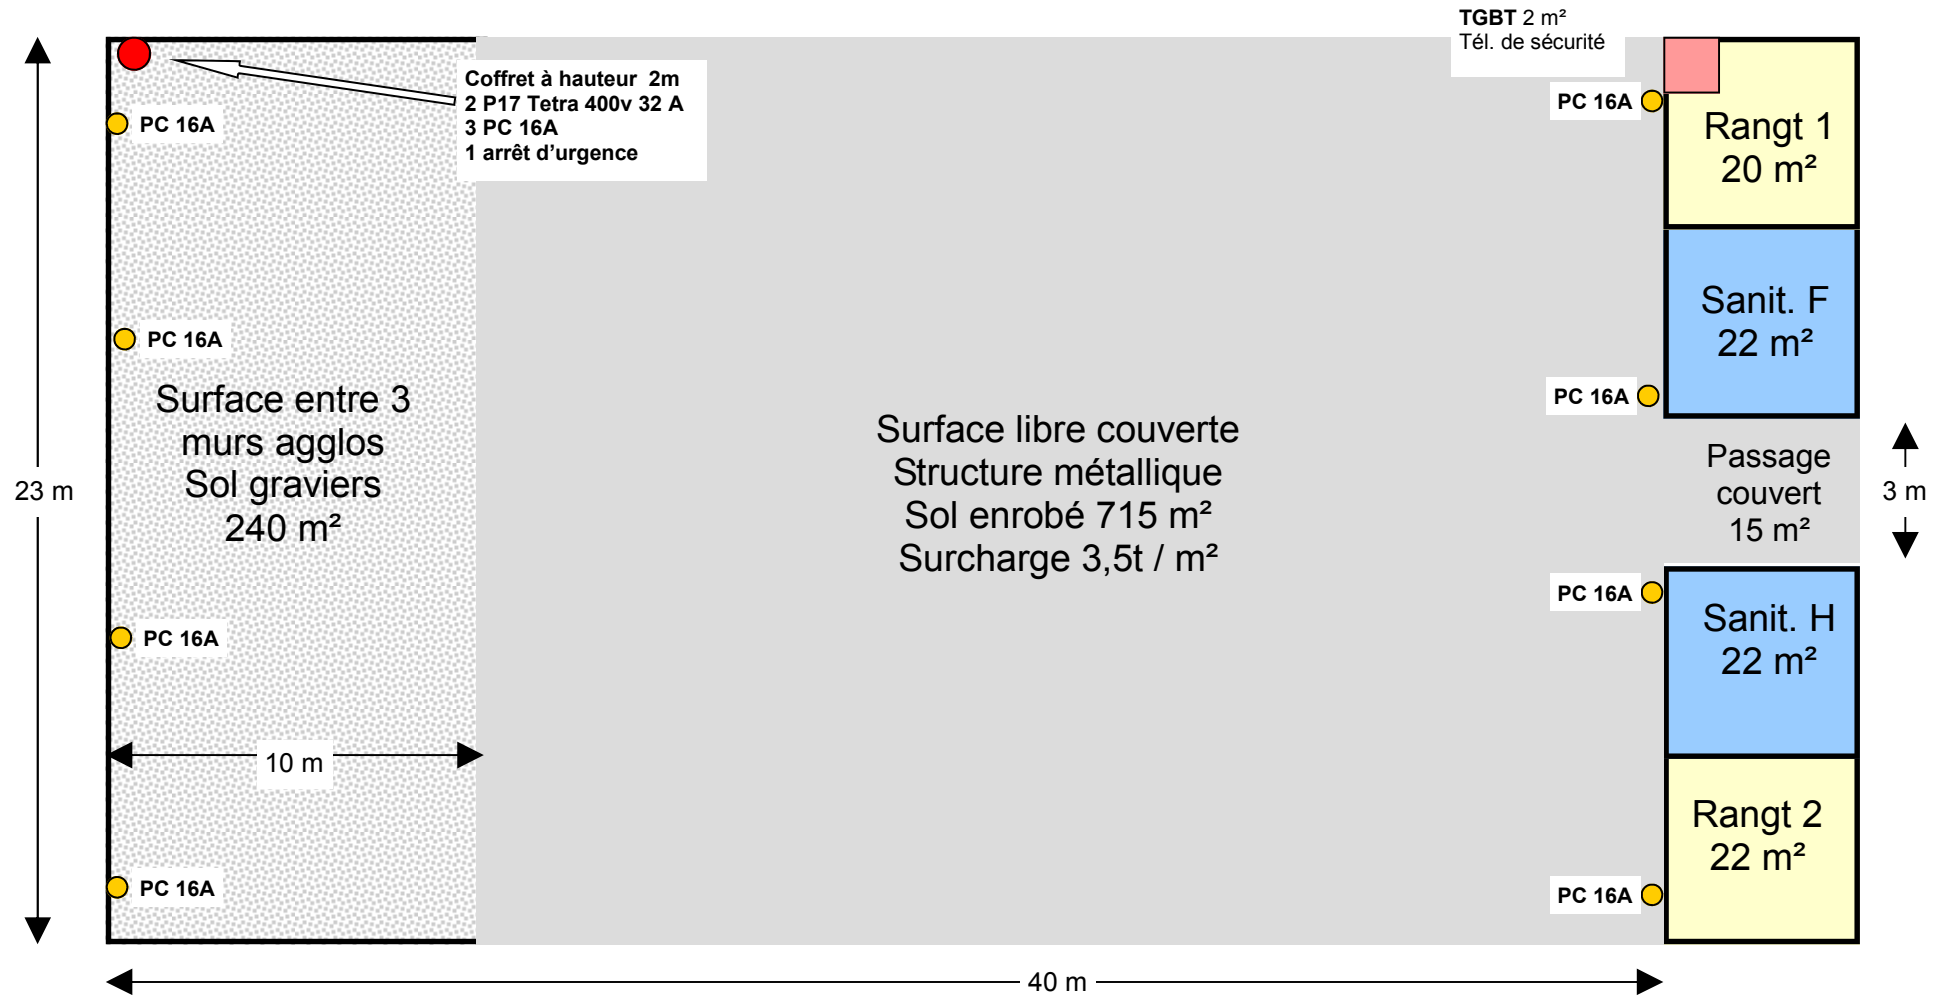 TGBT 2 m²
Tél. de sécurité
Coffret à hauteur  2m
2 P17 Tetra 400v 32 A
3 PC 16A
1 arrêt d’urgence
PC 16A
PC 16A
PC 16A
PC 16A
Surface entre 3
murs agglos
Sol graviers
240 m²
23 m
10 m
Surface libre couverte
Structure métallique
Sol enrobé 715 m²
Surcharge 3,5t / m²
PC 16A
PC 16A
PC 16A
PC 16A
Rangt 1
20 m²
Sanit. F
22 m²
Passage
couvert
15 m²
3 m
Sanit. H
22 m²
Rangt 2
22 m²
40 m